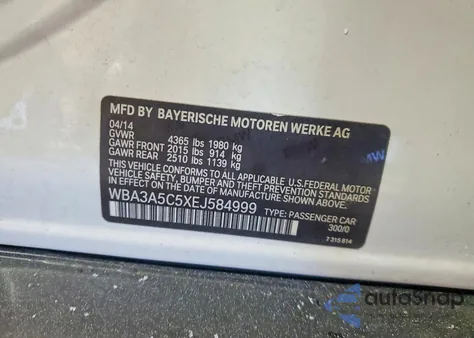 MFD BY BAYERISCHE MOTOREN WERKE AG
04/14
GVWR 4365 lbs 1980 kg
GAWR FRONT 2015 lbs 914 kg
GAWR REAR 2510 lbs 1139 kg
THIS VEHICLE CONFORMS TO ALL APPLICABLE U.S.FEDERAL MOTOR
VEHICLE SAFETY, BUMPER, AND THEFT PREVENTION STANDARDS
IN EFFECT ON THE DATE OF MANUFACTURE SHOWN ABOVE.
WBA3A5C5XEJ584999 TYPE: PASSENGER CAR
300/0
7 315 814
autoSnap